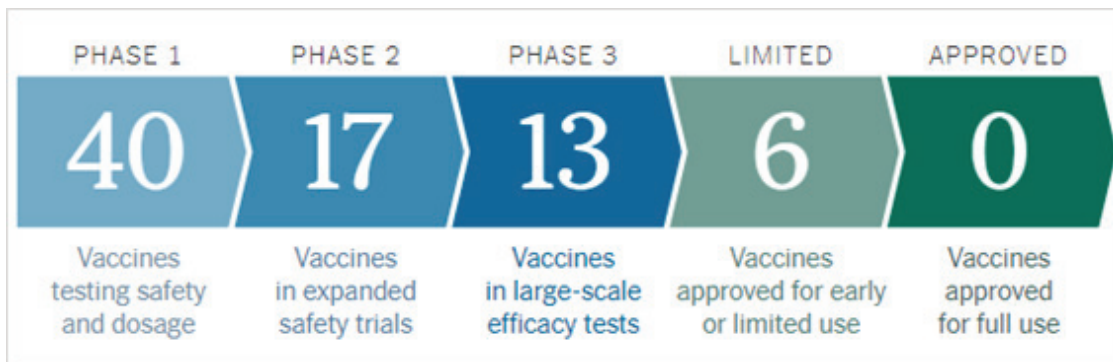 PHASE 1 PHASE 2 PHASE 3 LIMITED APPROVED
40 17 13 6 0
Vaccines testing safety and dosage
Vaccines in expanded safety trials
Vaccines in large-scale efficacy tests
Vaccines approved for early or limited use
Vaccines approved for full use